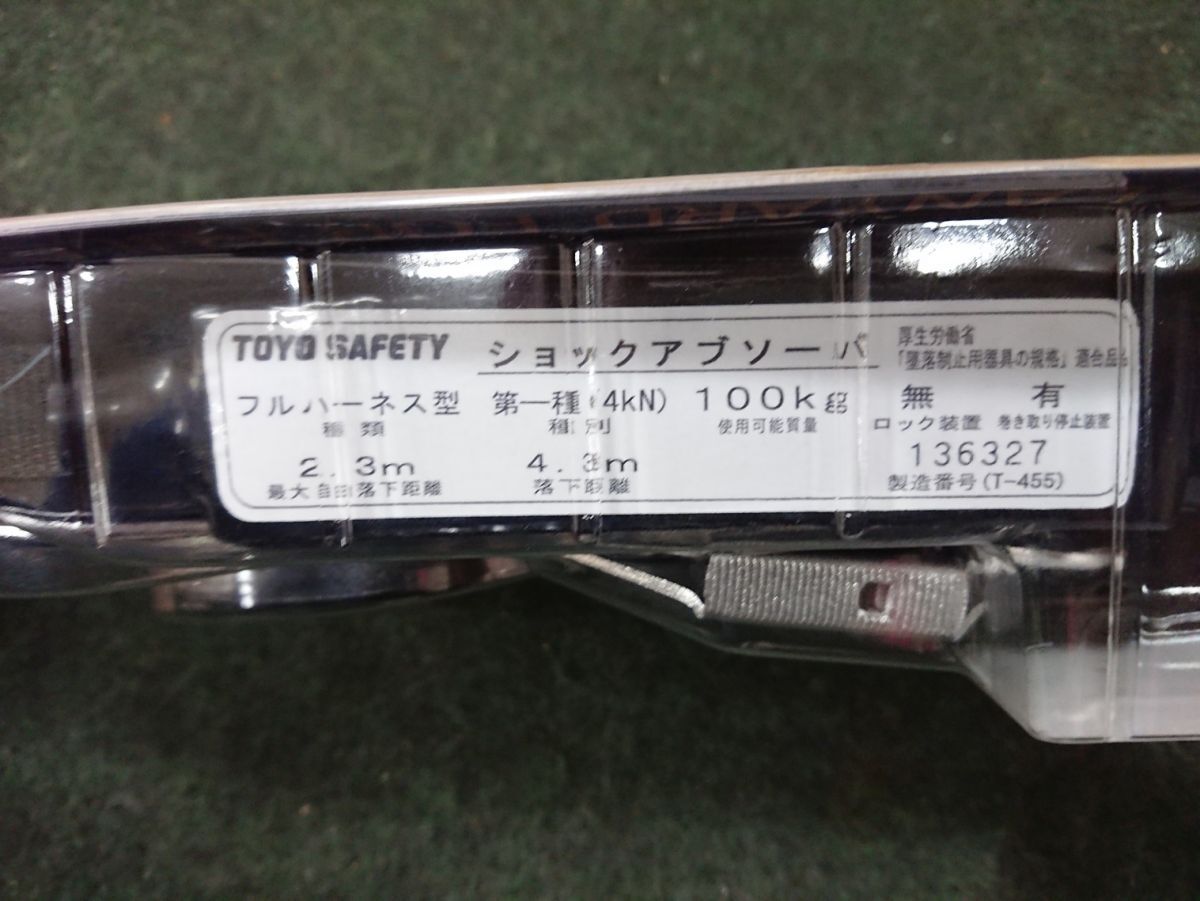 TOYO SAFETY ショックアブソーバ 厚生労働省
「墜落制止用器具の規格」適合品
フルハーネス型 第一種(4kN) 100kg 無 有
種類 種別 使用可能質量 ロック装置 巻き取り停止装置
2.3m 4.3m 136327
最大自由落下距離 落下距離 製造番号(T-455)